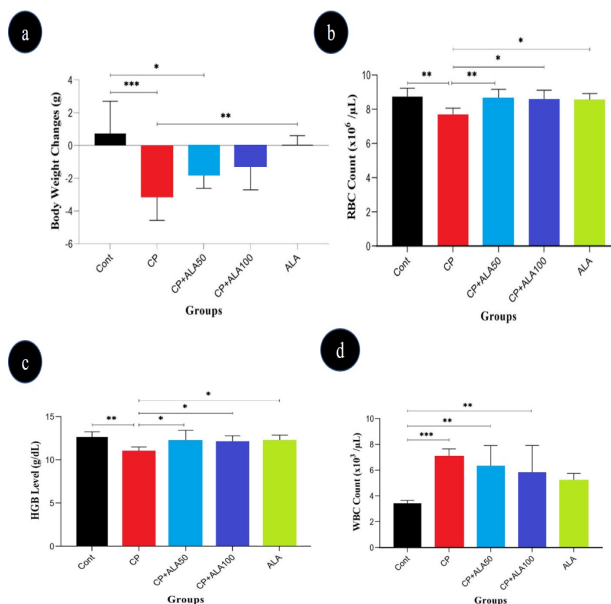 a
*
***
**
Body Weight Changes (g)
4
2
0
-2
-4
-6
Cont
CP
CP+ALA50
CP+ALA100
ALA
Groups
b
*
*
** **
RBC Count (x10⁶ /µL)
10
8
6
4
2
0
Cont
CP
CP+ALA50
CP+ALA100
ALA
Groups
c
*
*
** *
HGB Level (g/dL)
15
10
5
0
Cont
CP
CP+ALA50
CP+ALA100
ALA
Groups
d
**
**
***
WBC Count (x10³ /µL)
10
8
6
4
2
0
Cont
CP
CP+ALA50
CP+ALA100
ALA
Groups